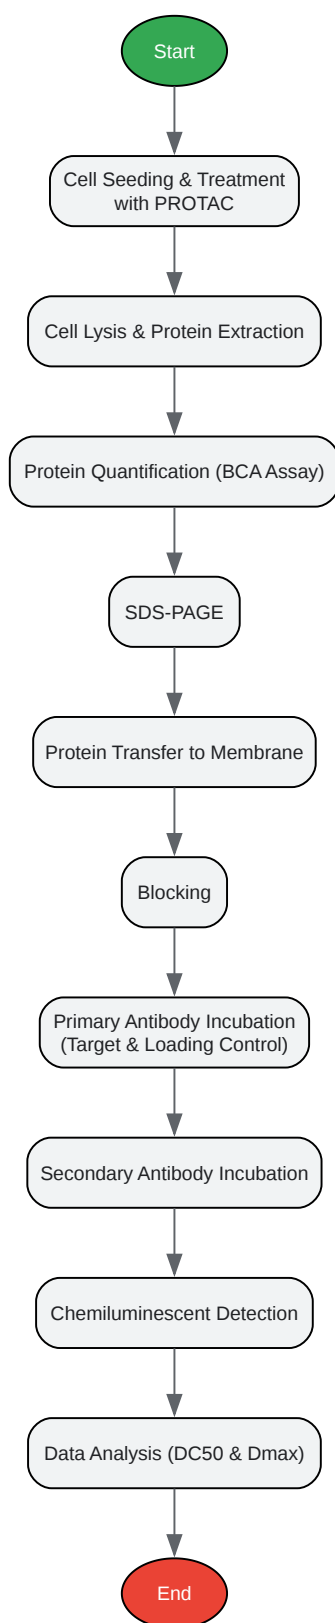 Start
Cell Seeding & Treatment
with PROTAC
Cell Lysis & Protein Extraction
Protein Quantification (BCA Assay)
SDS-PAGE
Protein Transfer to Membrane
Blocking
Primary Antibody Incubation
(Target & Loading Control)
Secondary Antibody Incubation
Chemiluminescent Detection
Data Analysis (DC50 & Dmax)
End